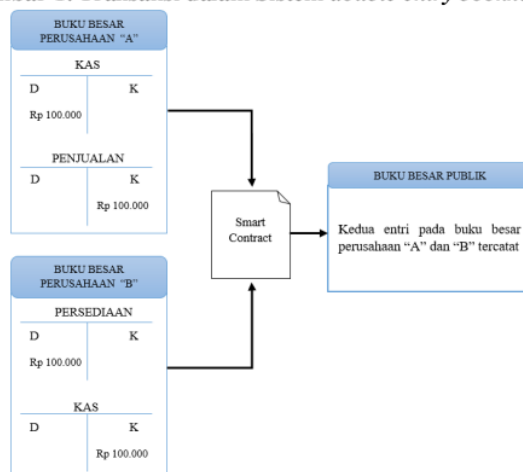 BUKU BESAR
PERUSAHAAN "A"
KAS
D K
Rp 100.000
PENJUALAN
D K
Rp 100.000
Smart
Contract
BUKU BESAR PUBLIK
Kedua entri pada buku besar
perusahaan "A" dan "B" tercatat
BUKU BESAR
PERUSAHAAN "B"
PERSEDIAAN
D K
Rp 100.000
KAS
D K
Rp 100.000